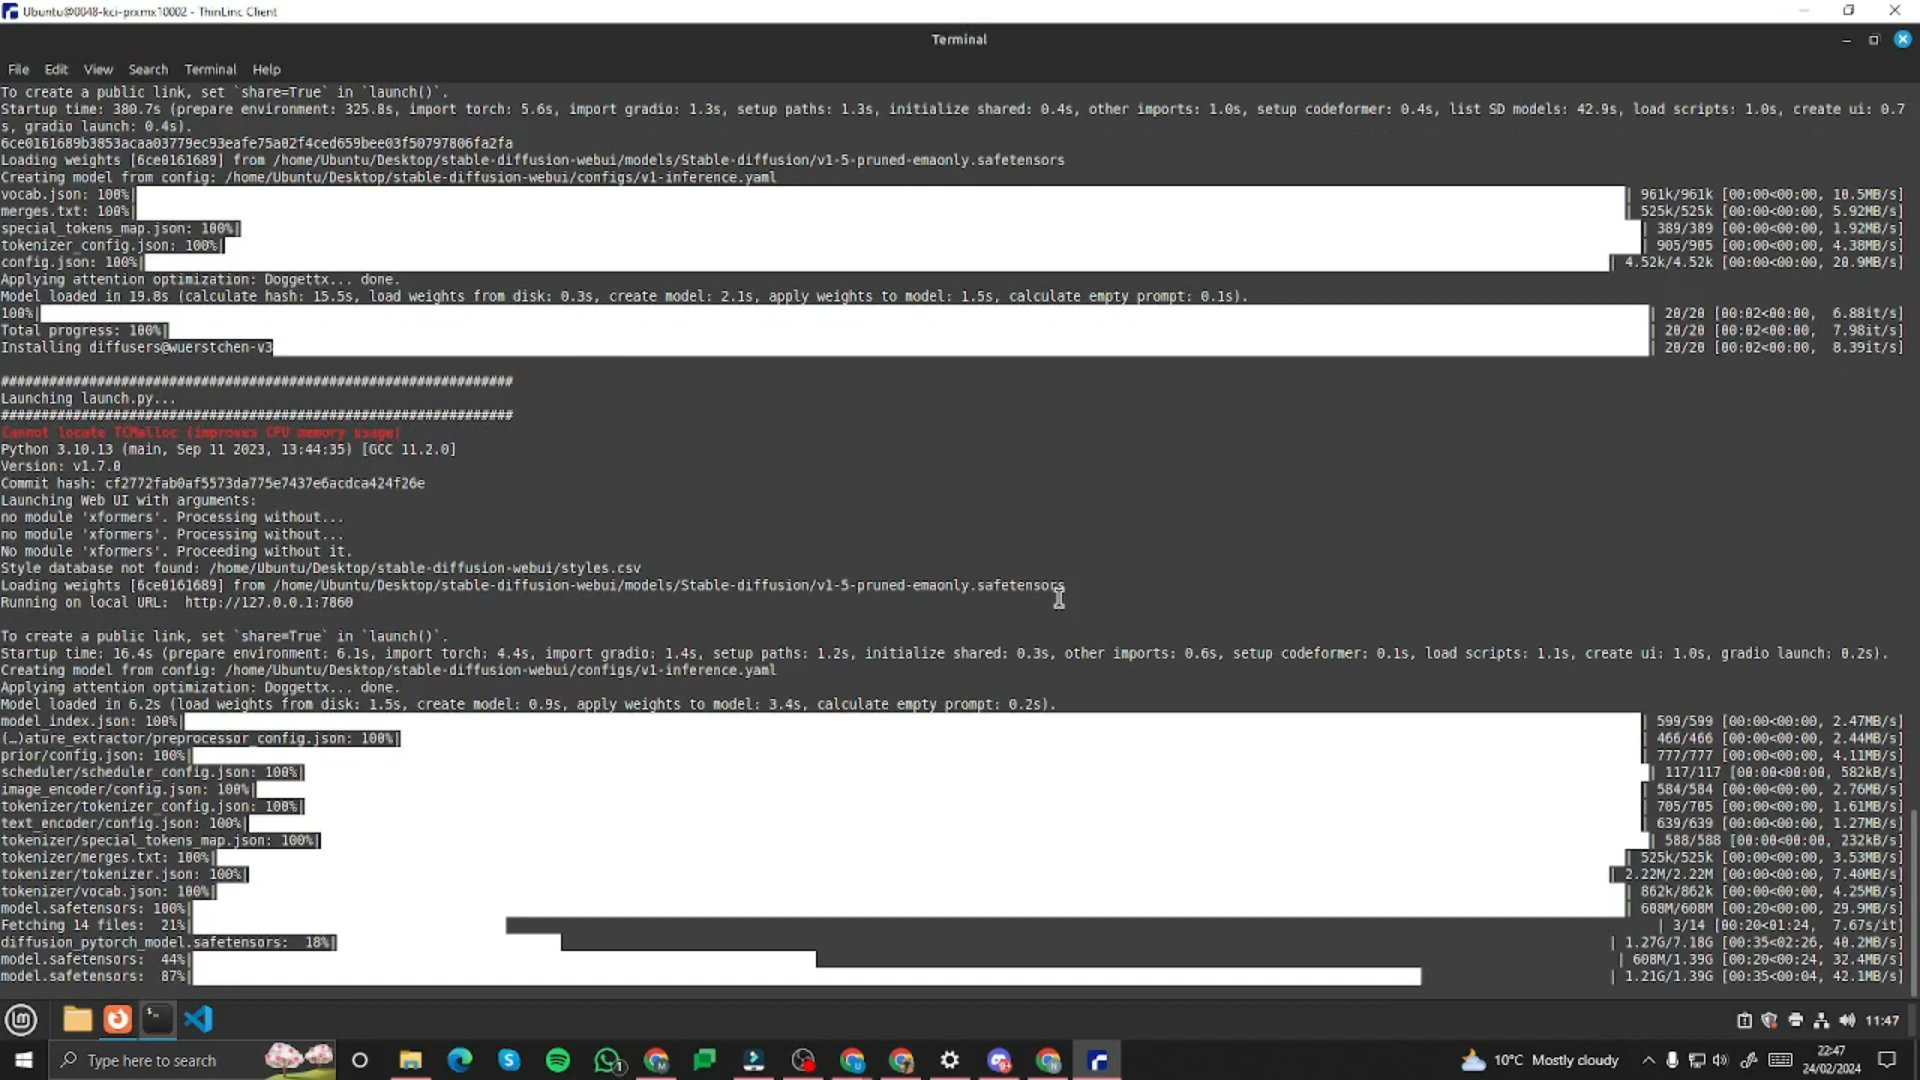 Ubuntu@0048-kci-prxmx10002 - ThinLinc Client
Terminal
File Edit View Search Terminal Help
To create a public link, set `share=True` in `launch()`.
Startup time: 380.7s (prepare environment: 325.8s, import torch: 5.6s, import gradio: 1.3s, setup paths: 1.3s, initialize shared: 0.4s, other imports: 1.0s, setup codeformer: 0.4s, list SD models: 42.9s, load scripts: 1.0s, create ui: 0.7
s, gradio launch: 0.4s).
6ce0161689b3853acaa03779ec93eafe75a02f4ced659bee03f50797806fa2fa
Loading weights [6ce0161689] from /home/Ubuntu/Desktop/stable-diffusion-webui/models/Stable-diffusion/v1-5-pruned-emaonly.safetensors
Creating model from config: /home/Ubuntu/Desktop/stable-diffusion-webui/configs/v1-inference.yaml
vocab.json: 100%| | 961k/961k [00:00<00:00, 10.5MB/s]
merges.txt: 100%| | 525k/525k [00:00<00:00, 5.92MB/s]
special_tokens_map.json: 100%| | 389/389 [00:00<00:00, 1.92MB/s]
tokenizer_config.json: 100%| | 905/905 [00:00<00:00, 4.38MB/s]
config.json: 100%| | 4.52k/4.52k [00:00<00:00, 20.9MB/s]
Applying attention optimization: Doggettx... done.
Model loaded in 19.8s (calculate hash: 15.5s, load weights from disk: 0.3s, create model: 2.1s, apply weights to model: 1.5s, calculate empty prompt: 0.1s).
100%| | 20/20 [00:02<00:00, 6.88it/s]
Total progress: 100%| | 20/20 [00:02<00:00, 7.98it/s]
Installing diffusers@wuerstchen-v3 | 20/20 [00:02<00:00, 8.39it/s]
################################################################
Launching launch.py...
################################################################
Cannot locate TCMalloc (improves CPU memory usage)
Python 3.10.13 (main, Sep 11 2023, 13:44:35) [GCC 11.2.0]
Version: v1.7.0
Commit hash: cf2772fab0af5573da775e7437e6acdca424f26e
Launching Web UI with arguments:
no module 'xformers'. Processing without...
no module 'xformers'. Processing without...
No module 'xformers'. Proceeding without it.
Style database not found: /home/Ubuntu/Desktop/stable-diffusion-webui/styles.csv
Loading weights [6ce0161689] from /home/Ubuntu/Desktop/stable-diffusion-webui/models/Stable-diffusion/v1-5-pruned-emaonly.safetensors
Running on local URL: http://127.0.0.1:7860
To create a public link, set `share=True` in `launch()`.
Startup time: 16.4s (prepare environment: 6.1s, import torch: 4.4s, import gradio: 1.4s, setup paths: 1.2s, initialize shared: 0.3s, other imports: 0.6s, setup codeformer: 0.1s, load scripts: 1.1s, create ui: 1.0s, gradio launch: 0.2s).
Creating model from config: /home/Ubuntu/Desktop/stable-diffusion-webui/configs/v1-inference.yaml
Applying attention optimization: Doggettx... done.
Model loaded in 6.2s (load weights from disk: 1.5s, create model: 0.9s, apply weights to model: 3.4s, calculate empty prompt: 0.2s).
model_index.json: 100%| | 599/599 [00:00<00:00, 2.47MB/s]
(…)ature_extractor/preprocessor_config.json: 100%| | 466/466 [00:00<00:00, 2.44MB/s]
prior/config.json: 100%| | 777/777 [00:00<00:00, 4.11MB/s]
scheduler/scheduler_config.json: 100%| | 117/117 [00:00<00:00, 582kB/s]
image_encoder/config.json: 100%| | 584/584 [00:00<00:00, 2.76MB/s]
tokenizer/tokenizer_config.json: 100%| | 705/705 [00:00<00:00, 1.61MB/s]
text_encoder/config.json: 100%| | 639/639 [00:00<00:00, 1.27MB/s]
tokenizer/special_tokens_map.json: 100%| | 588/588 [00:00<00:00, 232kB/s]
tokenizer/merges.txt: 100%| | 525k/525k [00:00<00:00, 3.53MB/s]
tokenizer/tokenizer.json: 100%| | 2.22M/2.22M [00:00<00:00, 7.40MB/s]
tokenizer/vocab.json: 100%| | 862k/862k [00:00<00:00, 4.25MB/s]
model.safetensors: 100%| | 608M/608M [00:20<00:00, 29.9MB/s]
Fetching 14 files: 21%| | 3/14 [00:20<01:24, 7.67s/it]
diffusion_pytorch_model.safetensors: 18%| | 1.27G/7.18G [00:35<02:26, 40.2MB/s]
model.safetensors: 44%| | 608M/1.39G [00:20<00:24, 32.4MB/s]
model.safetensors: 87%| | 1.21G/1.39G [00:35<00:04, 42.1MB/s]
11:47
Type here to search
10°C Mostly cloudy
22:47
24/02/2024